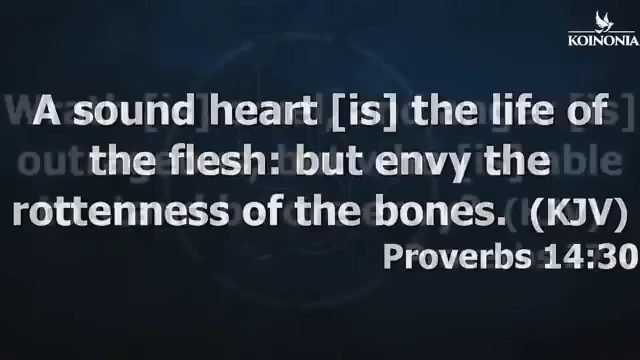 KOINONIA
A sound heart [is] the life of
the flesh: but envy the
rottenness of the bones. (KJV)
Proverbs 14:30